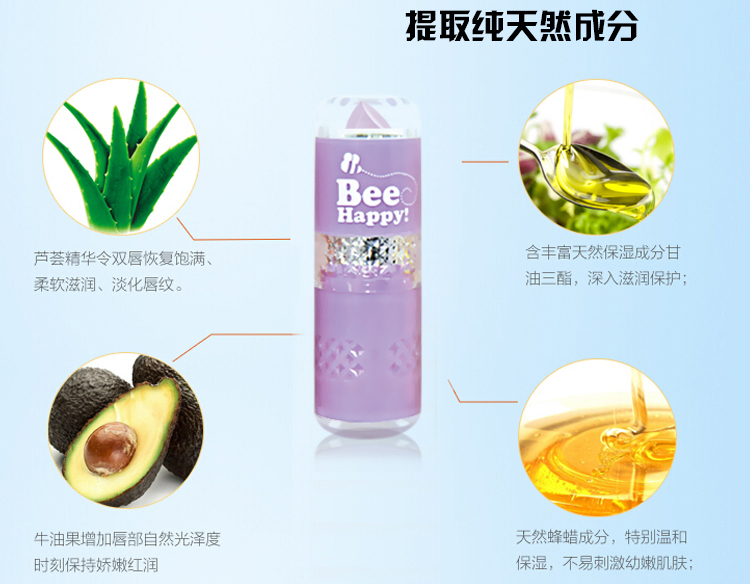 提取纯天然成分
Bee
Happy!
芦荟精华令双唇恢复饱满、
柔软滋润、淡化唇纹。
含丰富天然保湿成分甘
油三酯，深入滋润保护；
牛油果增加唇部自然光泽度
时刻保持娇嫩红润
天然蜂蜡成分，特别温和
保湿，不易刺激幼嫩肌肤；